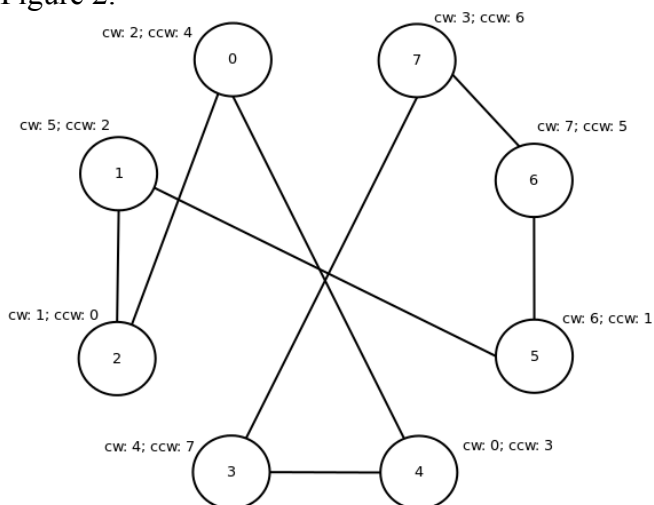 Figure 2.
cw: 3; ccw: 6
cw: 2; ccw: 4
0
7
cw: 5; ccw: 2
cw: 7; ccw: 5
1
6
cw: 1; ccw: 0
cw: 6; ccw: 1
2
5
cw: 4; ccw: 7
cw: 0; ccw: 3
3
4